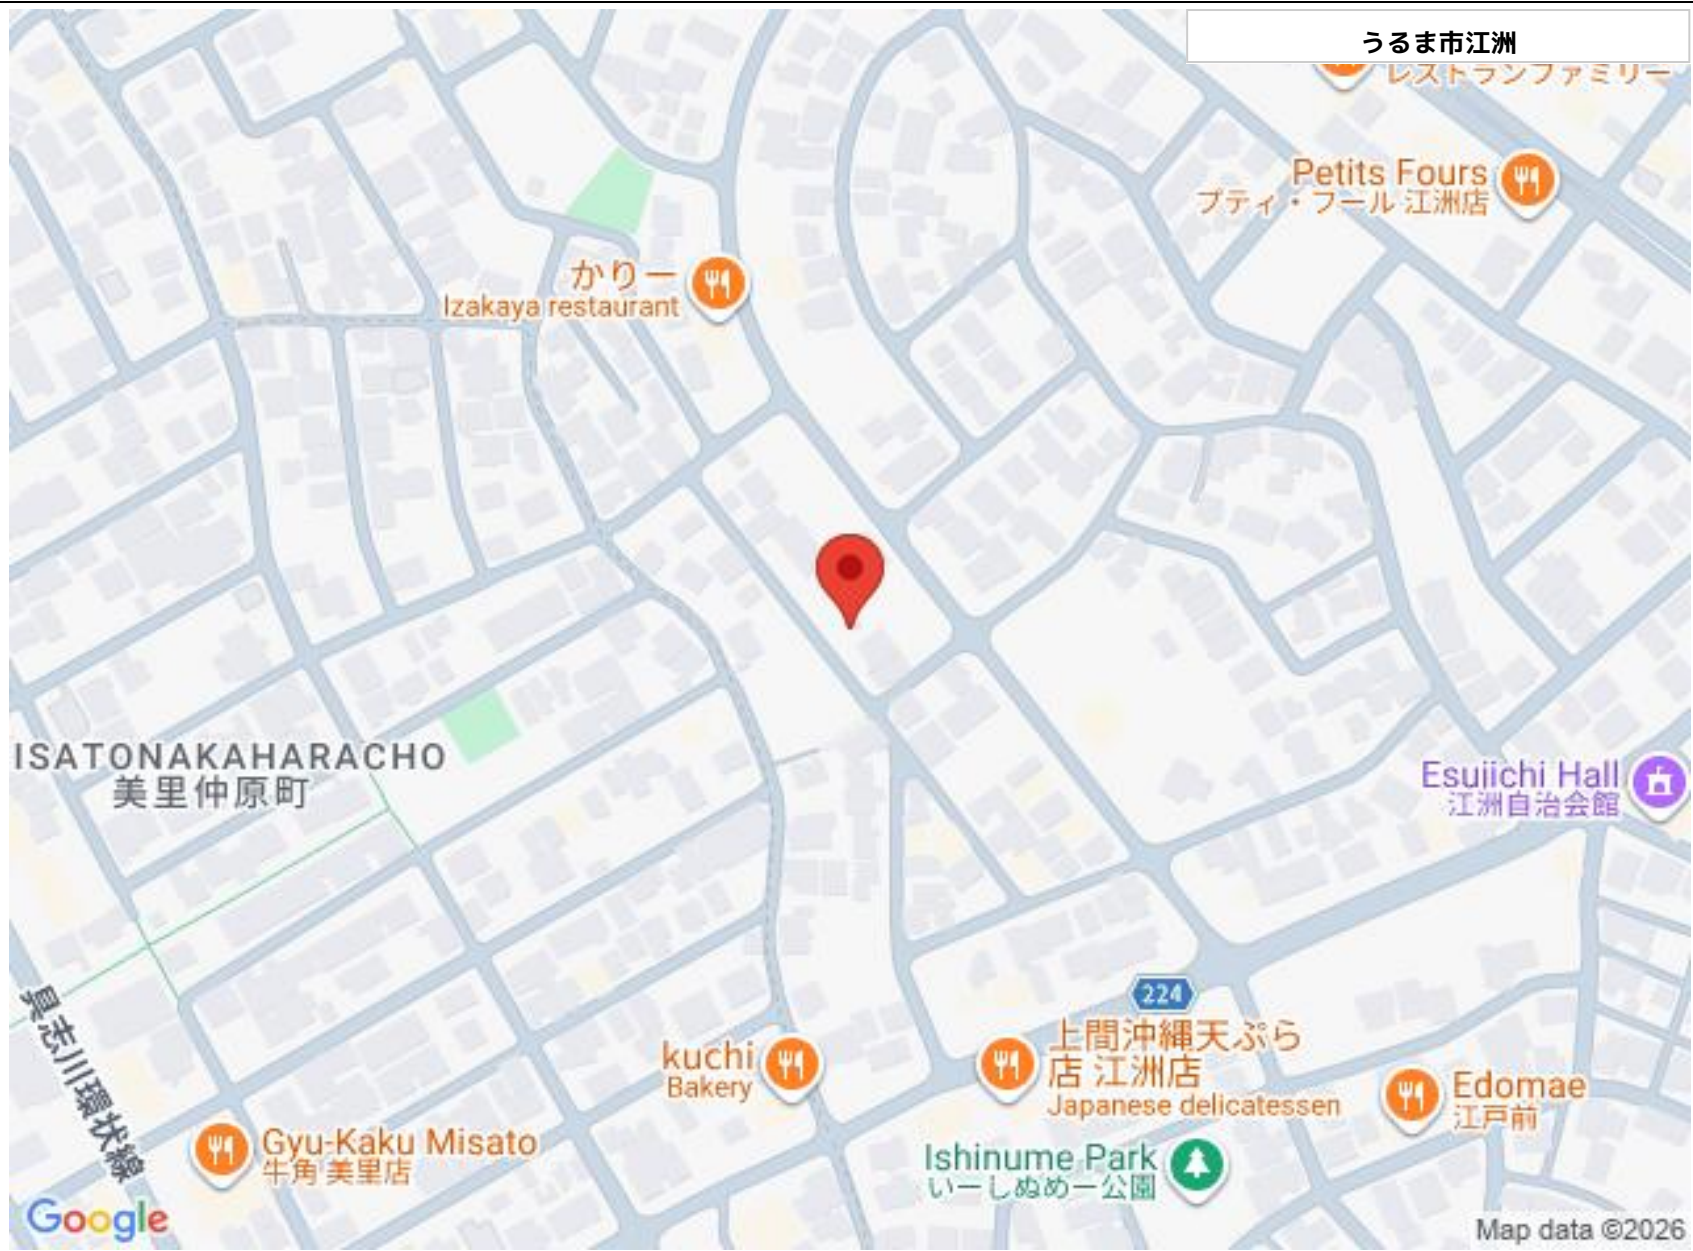 うるま市江洲
レストランファミリー
Petits Fours
プティ・フール 江洲店
かりー
Izakaya restaurant
ISATONAKAHARACHO
美里仲原町
Esuiichi Hall
江洲自治会館
具志川環状線
224
上間沖縄天ぷら
店 江洲店
Japanese delicatessen
kuchi
Bakery
Edomae
江戸前
Gyu-Kaku Misato
牛角 美里店
Ishinume Park
いーしぬめー公園
Google
Map data ©2026